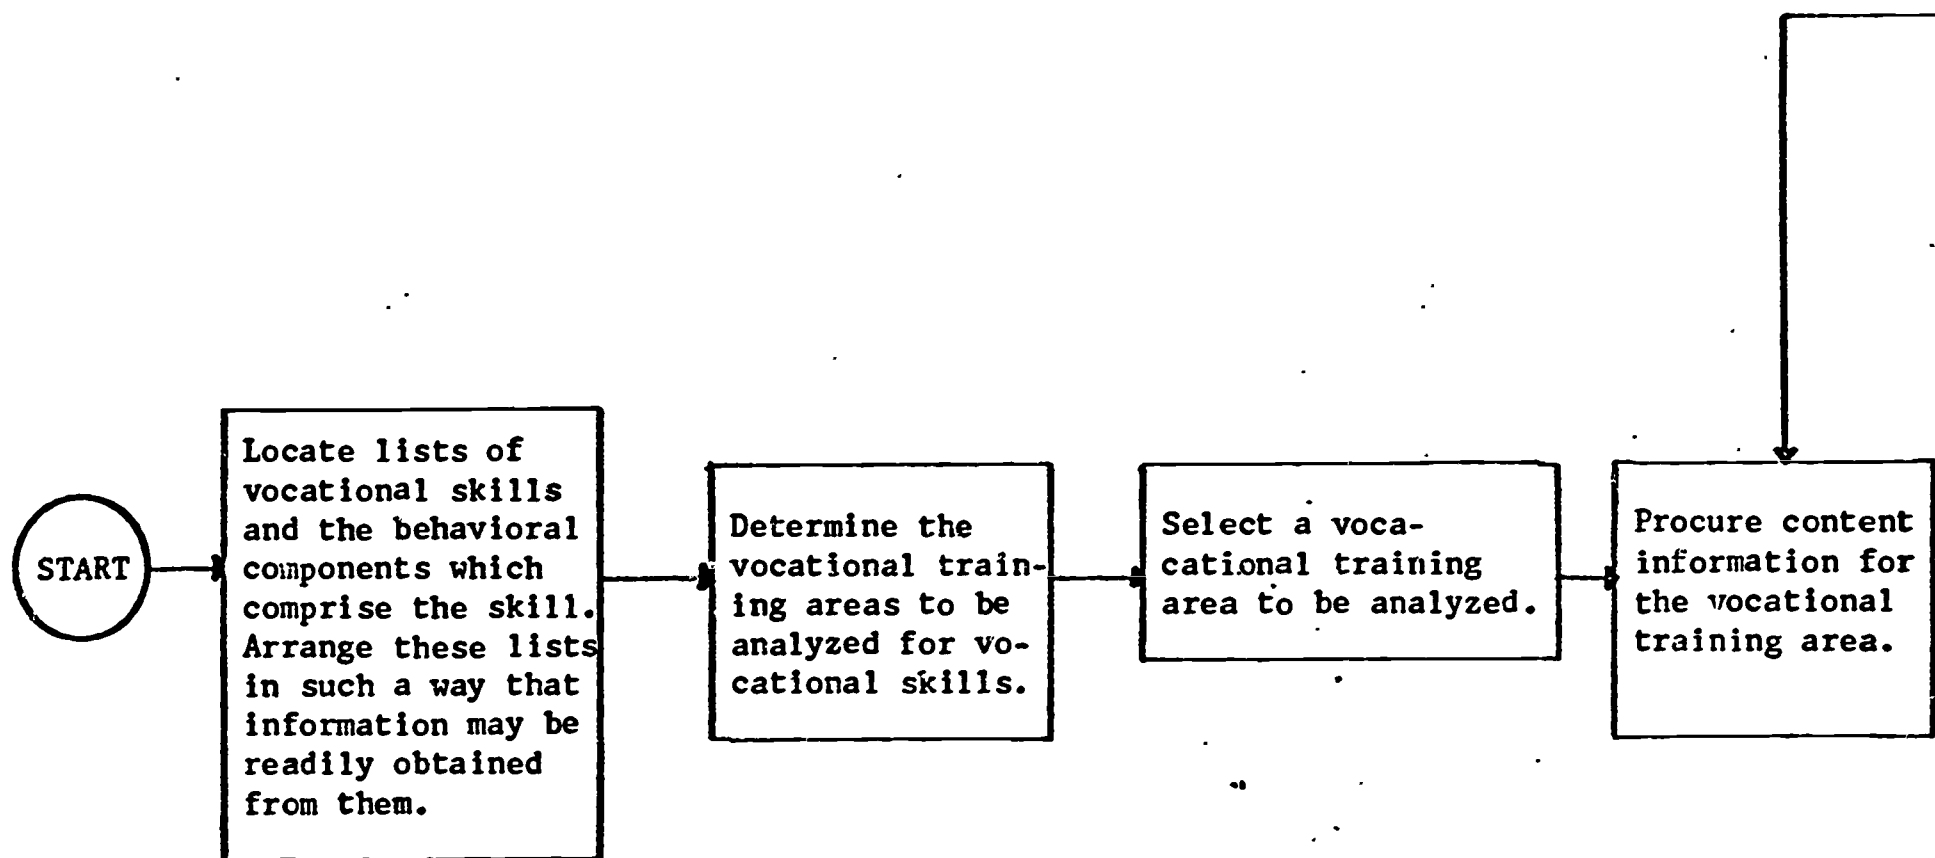 START
Locate lists of
vocational skills
and the behavioral
components which
comprise the skill.
Arrange these lists
in such a way that
information may be
readily obtained
from them.
Determine the
vocational train-
ing areas to be
analyzed for vo-
cational skills.
Select a voca-
cational training
area to be analyzed.
Procure content
information for
the vocational
training area.